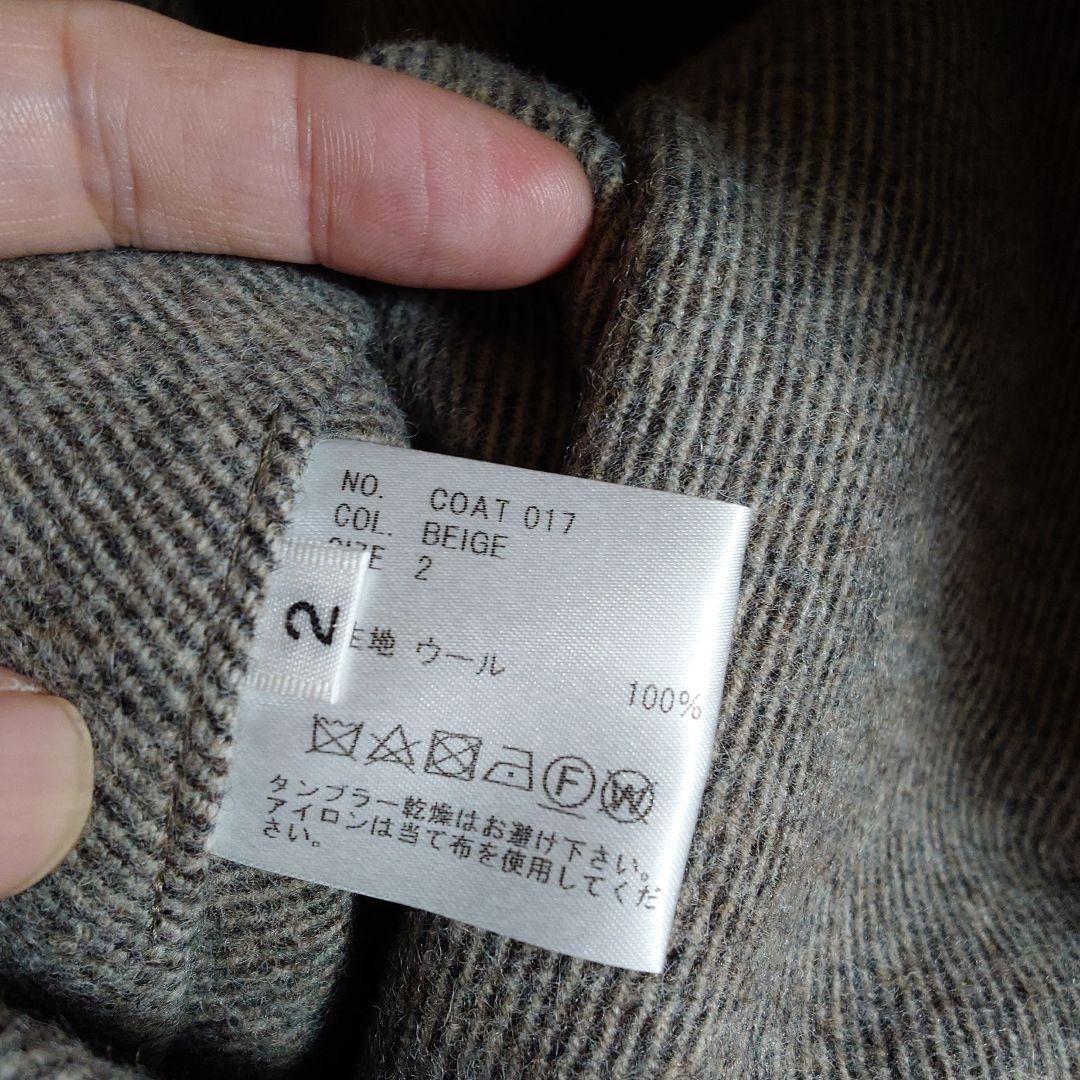 NO. COAT 017
COL. BEIGE
SIZE 2
2
生地 ウール
100%
F W
タンブラー乾燥はお避け下さい。
アイロンは当て布を使用してくだ
さい。